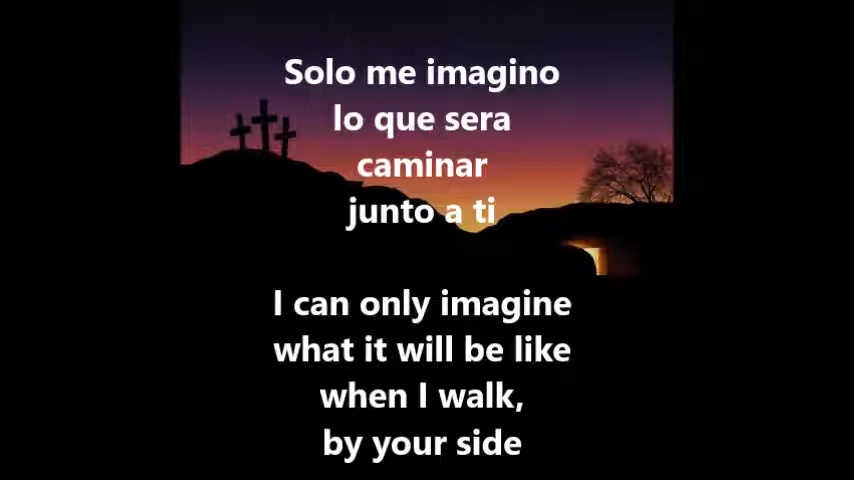 Solo me imagino
lo que sera
caminar
junto a ti
I can only imagine
what it will be like
when I walk,
by your side